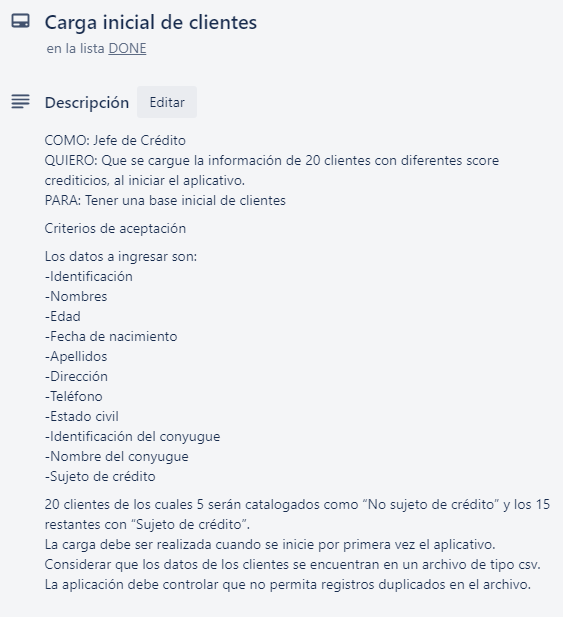 Carga inicial de clientes
en la lista DONE
Descripción Editar
COMO: Jefe de Crédito
QUIERO: Que se cargue la información de 20 clientes con diferentes score
crediticios, al iniciar el aplicativo.
PARA: Tener una base inicial de clientes
Criterios de aceptación
Los datos a ingresar son:
-Identificación
-Nombres
-Edad
-Fecha de nacimiento
-Apellidos
-Dirección
-Teléfono
-Estado civil
-Identificación del conyugue
-Nombre del conyugue
-Sujeto de crédito
20 clientes de los cuales 5 serán catalogados como “No sujeto de crédito” y los 15
restantes con “Sujeto de crédito”.
La carga debe ser realizada cuando se inicie por primera vez el aplicativo.
Considerar que los datos de los clientes se encuentran en un archivo de tipo csv.
La aplicación debe controlar que no permita registros duplicados en el archivo.